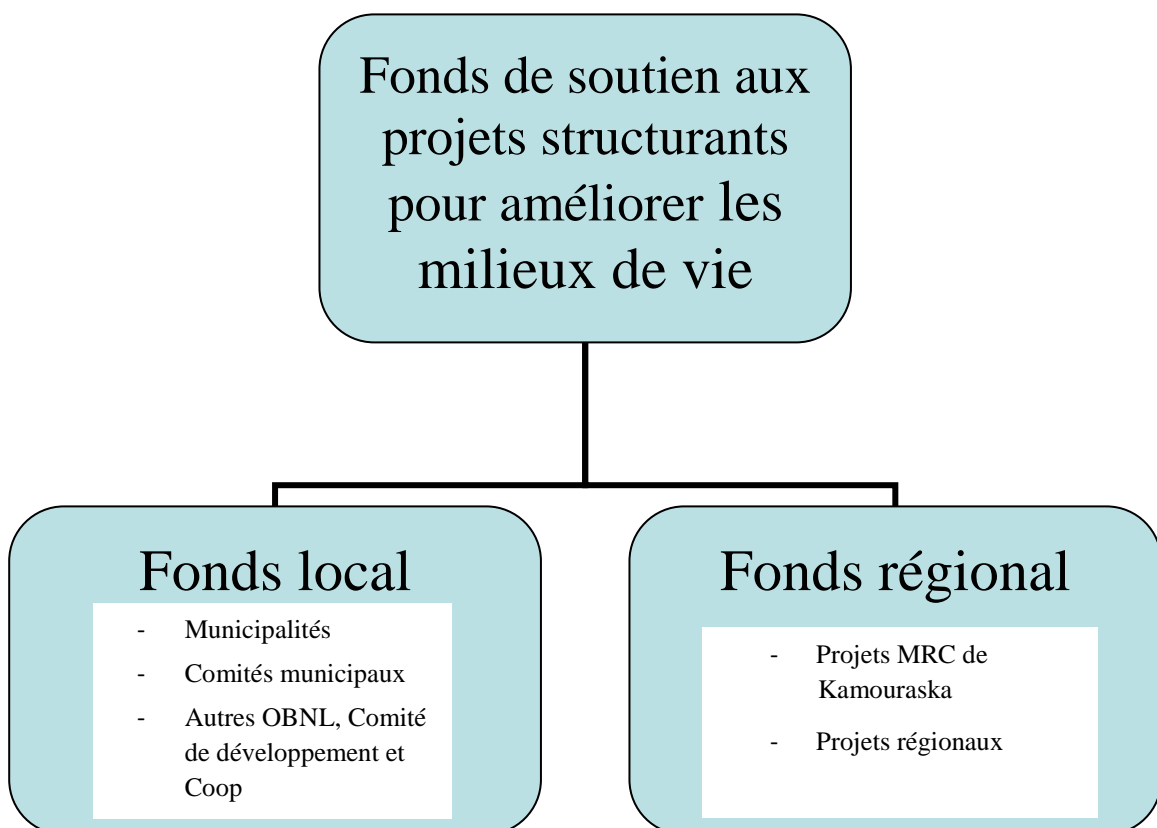 Fonds de soutien aux
projets structurants
pour améliorer les
milieux de vie
Fonds local
- Municipalités
- Comités municipaux
- Autres OBNL, Comité
de développement et
Coop
Fonds régional
- Projets MRC de
Kamouraska
- Projets régionaux